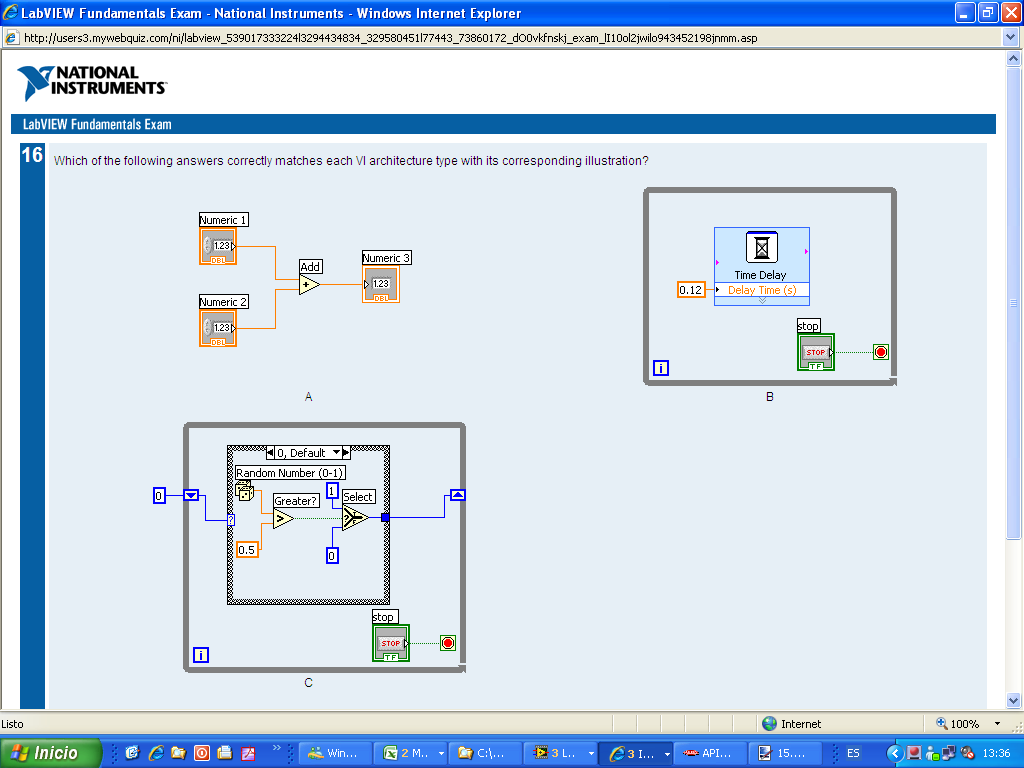 LabVIEW Fundamentals Exam - National Instruments - Windows Internet Explorer
http://users3.mywebquiz.com/ni/labview_539017333224l3294434834_329580451l77443_73860172_dO0vkfnskj_exam_lI10ol2jwilo943452198jnmm.asp
NATIONAL
INSTRUMENTS
LabVIEW Fundamentals Exam
16 Which of the following answers correctly matches each VI architecture type with its corresponding illustration?
Numeric 1
1.23
DBL
Add
+
Numeric 2
1.23
DBL
Numeric 3
1.23
DBL
A
Time Delay
0.12 Delay Time (s)
stop
STOP
TF
i
B
0, Default
Random Number (0-1)
0
1
Select
Greater?
>
?
T
F
?
0.5
0
stop
STOP
TF
i
C
Listo
Internet
100%
Inicio
Win...
2 M...
C:\...
3 L...
3 I...
API...
15....
ES
13:36